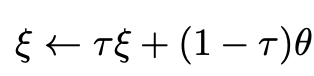 ξ ← τξ + (1 − τ)θ